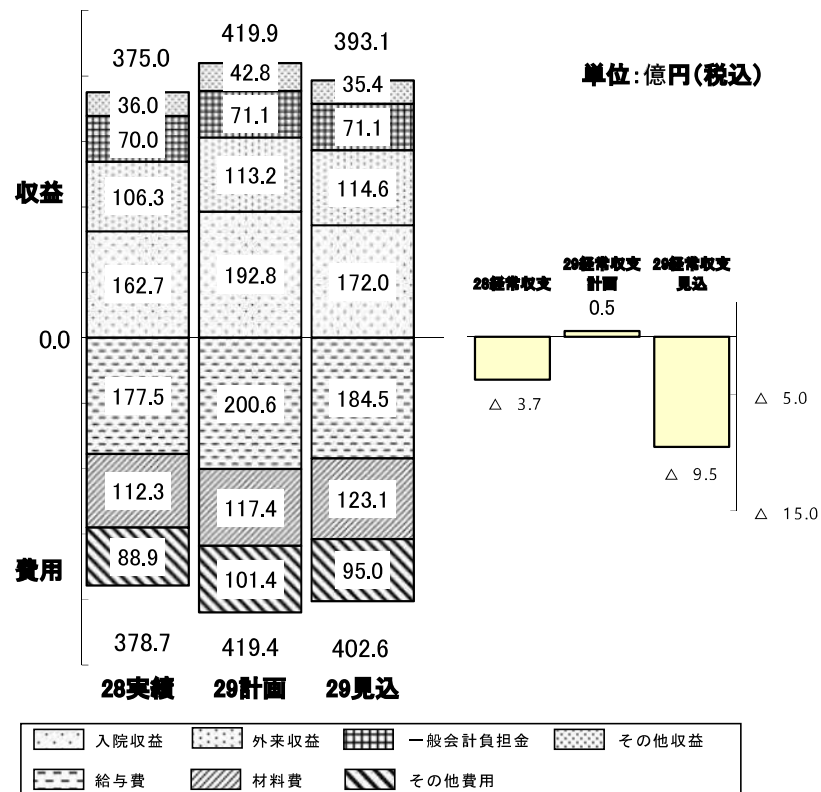 単位:億円(税込)
375.0
419.9
393.1
36.0
42.8
35.4
70.0
71.1
71.1
収益
106.3
113.2
114.6
162.7
192.8
172.0
0.0
177.5
200.6
184.5
112.3
117.4
123.1
費用
88.9
101.4
95.0
378.7
419.4
402.6
28実績
29計画
29見込
28経常収支
29経常収支
計画
29経常収支
見込
0.5
△ 3.7
△ 9.5
△ 5.0
△ 15.0
入院収益
外来収益
一般会計負担金
その他収益
給与費
材料費
その他費用